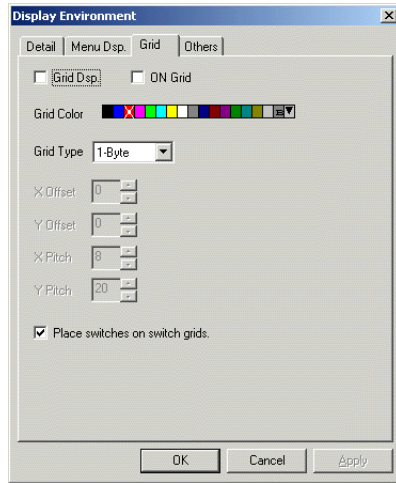 Display Environment
Detail Menu Dsp. Grid Others
Grid Dsp. ON Grid
Grid Color
Grid Type 1-Byte
X Offset 0
Y Offset 0
X Pitch 8
Y Pitch 20
Place switches on switch grids.
OK Cancel Apply